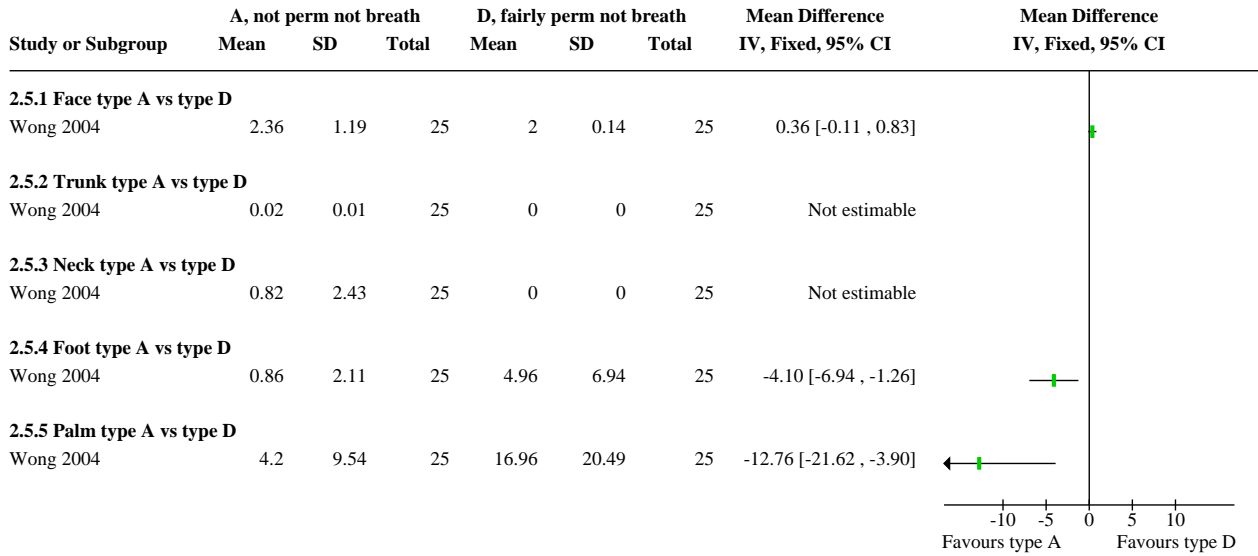 A, not perm not breath D, fairly perm not breath Mean Difference Mean Difference
Study or Subgroup Mean SD Total Mean SD Total IV, Fixed, 95% CI IV, Fixed, 95% CI
2.5.1 Face type A vs type D
Wong 2004 2.36 1.19 25 2 0.14 25 0.36 [-0.11 , 0.83]
2.5.2 Trunk type A vs type D
Wong 2004 0.02 0.01 25 0 0 25 Not estimable
2.5.3 Neck type A vs type D
Wong 2004 0.82 2.43 25 0 0 25 Not estimable
2.5.4 Foot type A vs type D
Wong 2004 0.86 2.11 25 4.96 6.94 25 -4.10 [-6.94 , -1.26]
2.5.5 Palm type A vs type D
Wong 2004 4.2 9.54 25 16.96 20.49 25 -12.76 [-21.62 , -3.90]
-10 -5 0 5 10
Favours type A Favours type D